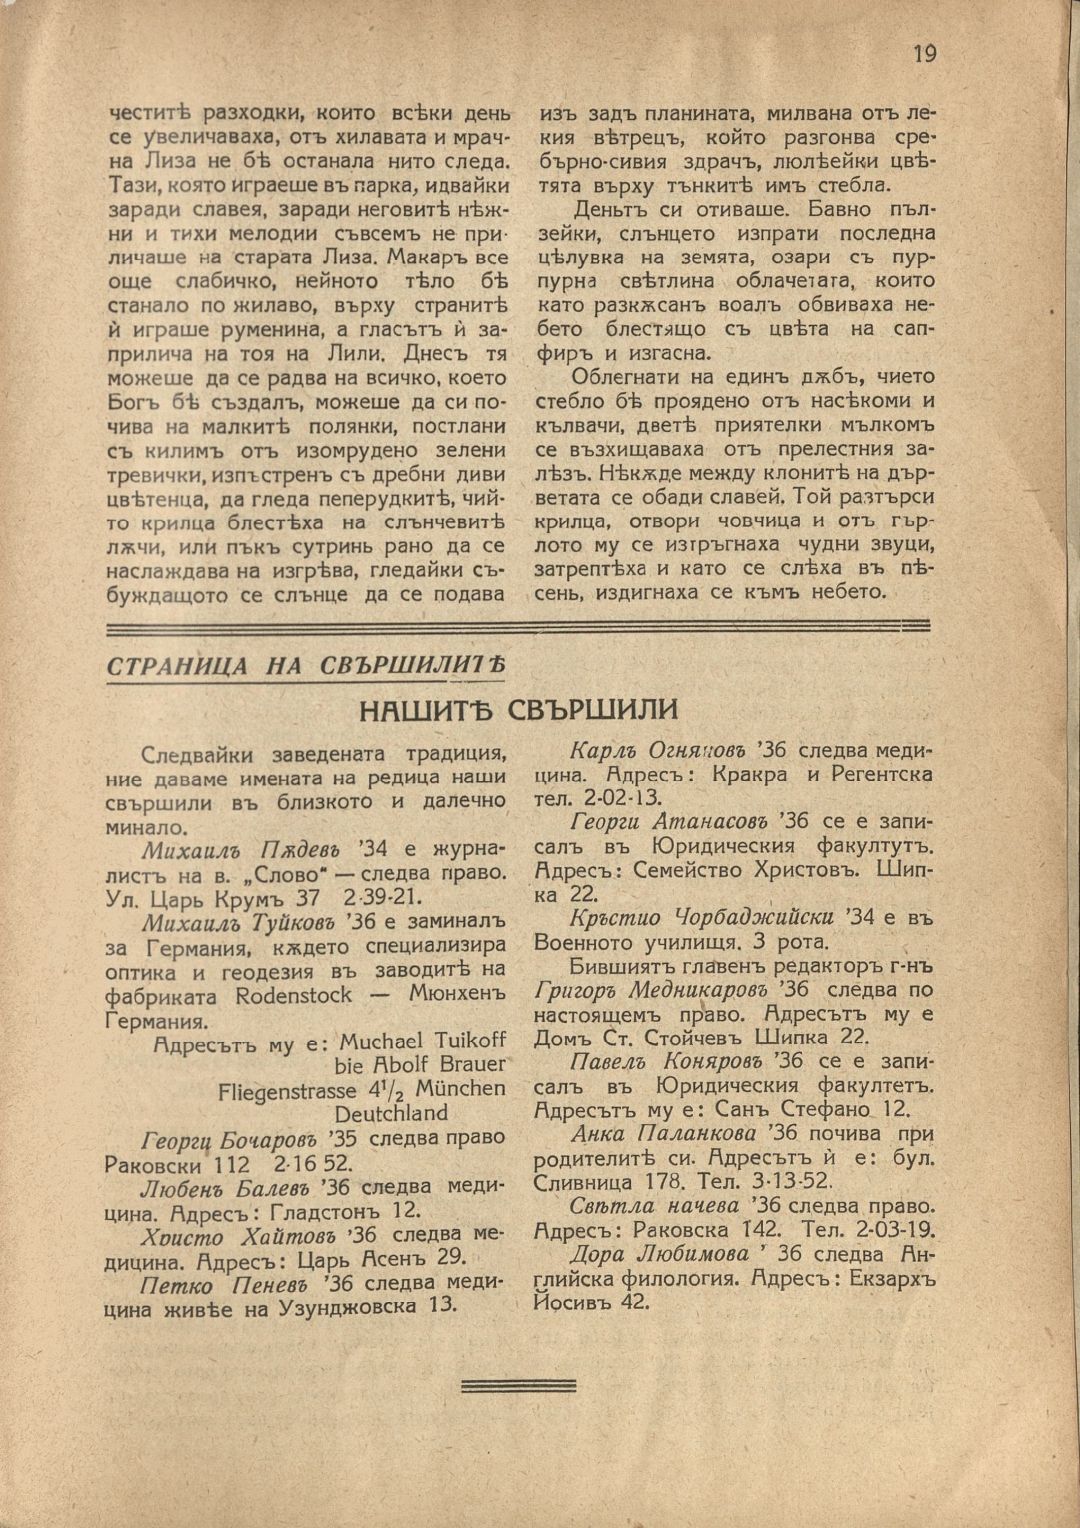 19
честитѣ разходки, които всѣки день
се увеличаваха, отъ хилавата и мрач-
на Лиза не бѣ останала нито следа.
Тази, която играеше въ парка, идвайки
заради славея, заради неговитѣ нѣж-
ни и тихи мелодии съвсемъ не при-
личаше на старата Лиза. Макаръ все
още слабичко, нейното тѣло бѣ
станало по жилаво, върху странитѣ
ѝ играше руменина, а гласътъ ѝ за-
прилича на тоя на Лили. Днесъ тя
можеше да се радва на всичко, което
Богъ бѣ създалъ, можеше да си по-
чива на малкитѣ полянки, постлани
съ килимъ отъ изомрудено зелени
тревички, изпъстренъ съ дребни диви
цвѣтенца, да гледа пеперудкитѣ, чий-
то крилца блестѣха на слънчевитѣ
лѫчи, или пъкъ сутринь рано да се
наслаждава на изгрѣва, гледайки съ-
буждащото се слънце да се подава
изъ задъ планината, милвана отъ ле-
кия вѣтрецъ, който разгонва сре-
бърно-сивия здрачъ, люлѣейки цвѣ-
тята върху тънкитѣ имъ стебла.
Деньтъ си отиваше. Бавно пъл-
зейки, слънцето изпрати последна
цѣлувка на земята, озари съ пур-
пурна свѣтлина облачетата, които
като разкѫсанъ воалъ обвиваха не-
бето блестящо съ цвѣта на сап-
фиръ и изгасна.
Облегнати на единъ дѫбъ, чието
стебло бѣ проядено отъ насѣкоми и
кълвачи, дветѣ приятелки мълкомъ
се възхищаваха отъ прелестния за-
лѣзъ. Нѣкѫде между клонитѣ на дър-
ветата се обади славей. Той разтърси
крилца, отвори човчица и отъ гър-
лото му се изтръгнаха чудни звуци,
затрептѣха и като се слѣха въ пѣ-
сень, издигнаха се къмъ небето.
СТРАНИЦА НА СВЪРШИЛИТѢ
НАШИТѢ СВЪРШИЛИ
Следвайки заведената традиция,
ние даваме имената на редица наши
свършили въ близкото и далечно
минало.
Михаилъ Пѫдевъ '34 е журна-
листъ на в. „Слово" — следва право.
Ул. Царь Крумъ 37 2·39-21.
Михаилъ Туйковъ '36 е заминалъ
за Германия, кѫдето специализира
оптика и геодезия въ заводитѣ на
фабриката Rodenstock — Мюнхенъ
Германия.
Адресътъ му е: Muchael Tuikoff
bie Abolf Brauer
Fliegenstrasse 4¹/₂ München
Deutchland
Георги Бочаровъ '35 следва право
Раковски 112 2·16 52.
Любенъ Балевъ '36 следва меди-
цина. Адресъ: Гладстонъ 12.
Христо Хайтовъ '36 следва ме-
дицина. Адресъ: Царь Асень 29.
Петко Пеневъ '36 следва меди-
цина живѣе на Узунджовска 13.
Карлъ Огняновъ '36 следва меди-
цина. Адресъ: Кракра и Регентска
тел. 2-02-13.
Георги Атанасовъ '36 се е запи-
салъ въ Юридическия факултутъ.
Адресъ: Семейство Христовъ. Шип-
ка 22.
Кръстио Чорбаджийски '34 е въ
Военното училищя. 3 рота.
Бившиятъ главенъ редакторъ г-нъ
Григоръ Медникаровъ '36 следва по
настоящемъ право. Адресътъ му е
Домъ Ст. Стойчевъ Шипка 22.
Павелъ Коняровъ '36 се е запи-
салъ въ Юридическия факултетъ.
Адресътъ му е: Санъ Стефано 12.
Анка Паланкова '36 почива при
родителитѣ си. Адресътъ ѝ е: бул.
Сливница 178. Тел. 3-13-52.
Свѣтла начева '36 следва право.
Адресъ: Раковска 142. Тел. 2-03-19.
Дора Любимова ' 36 следва Ан-
глийска филология. Адресъ: Екзархъ
Йосивъ 42.